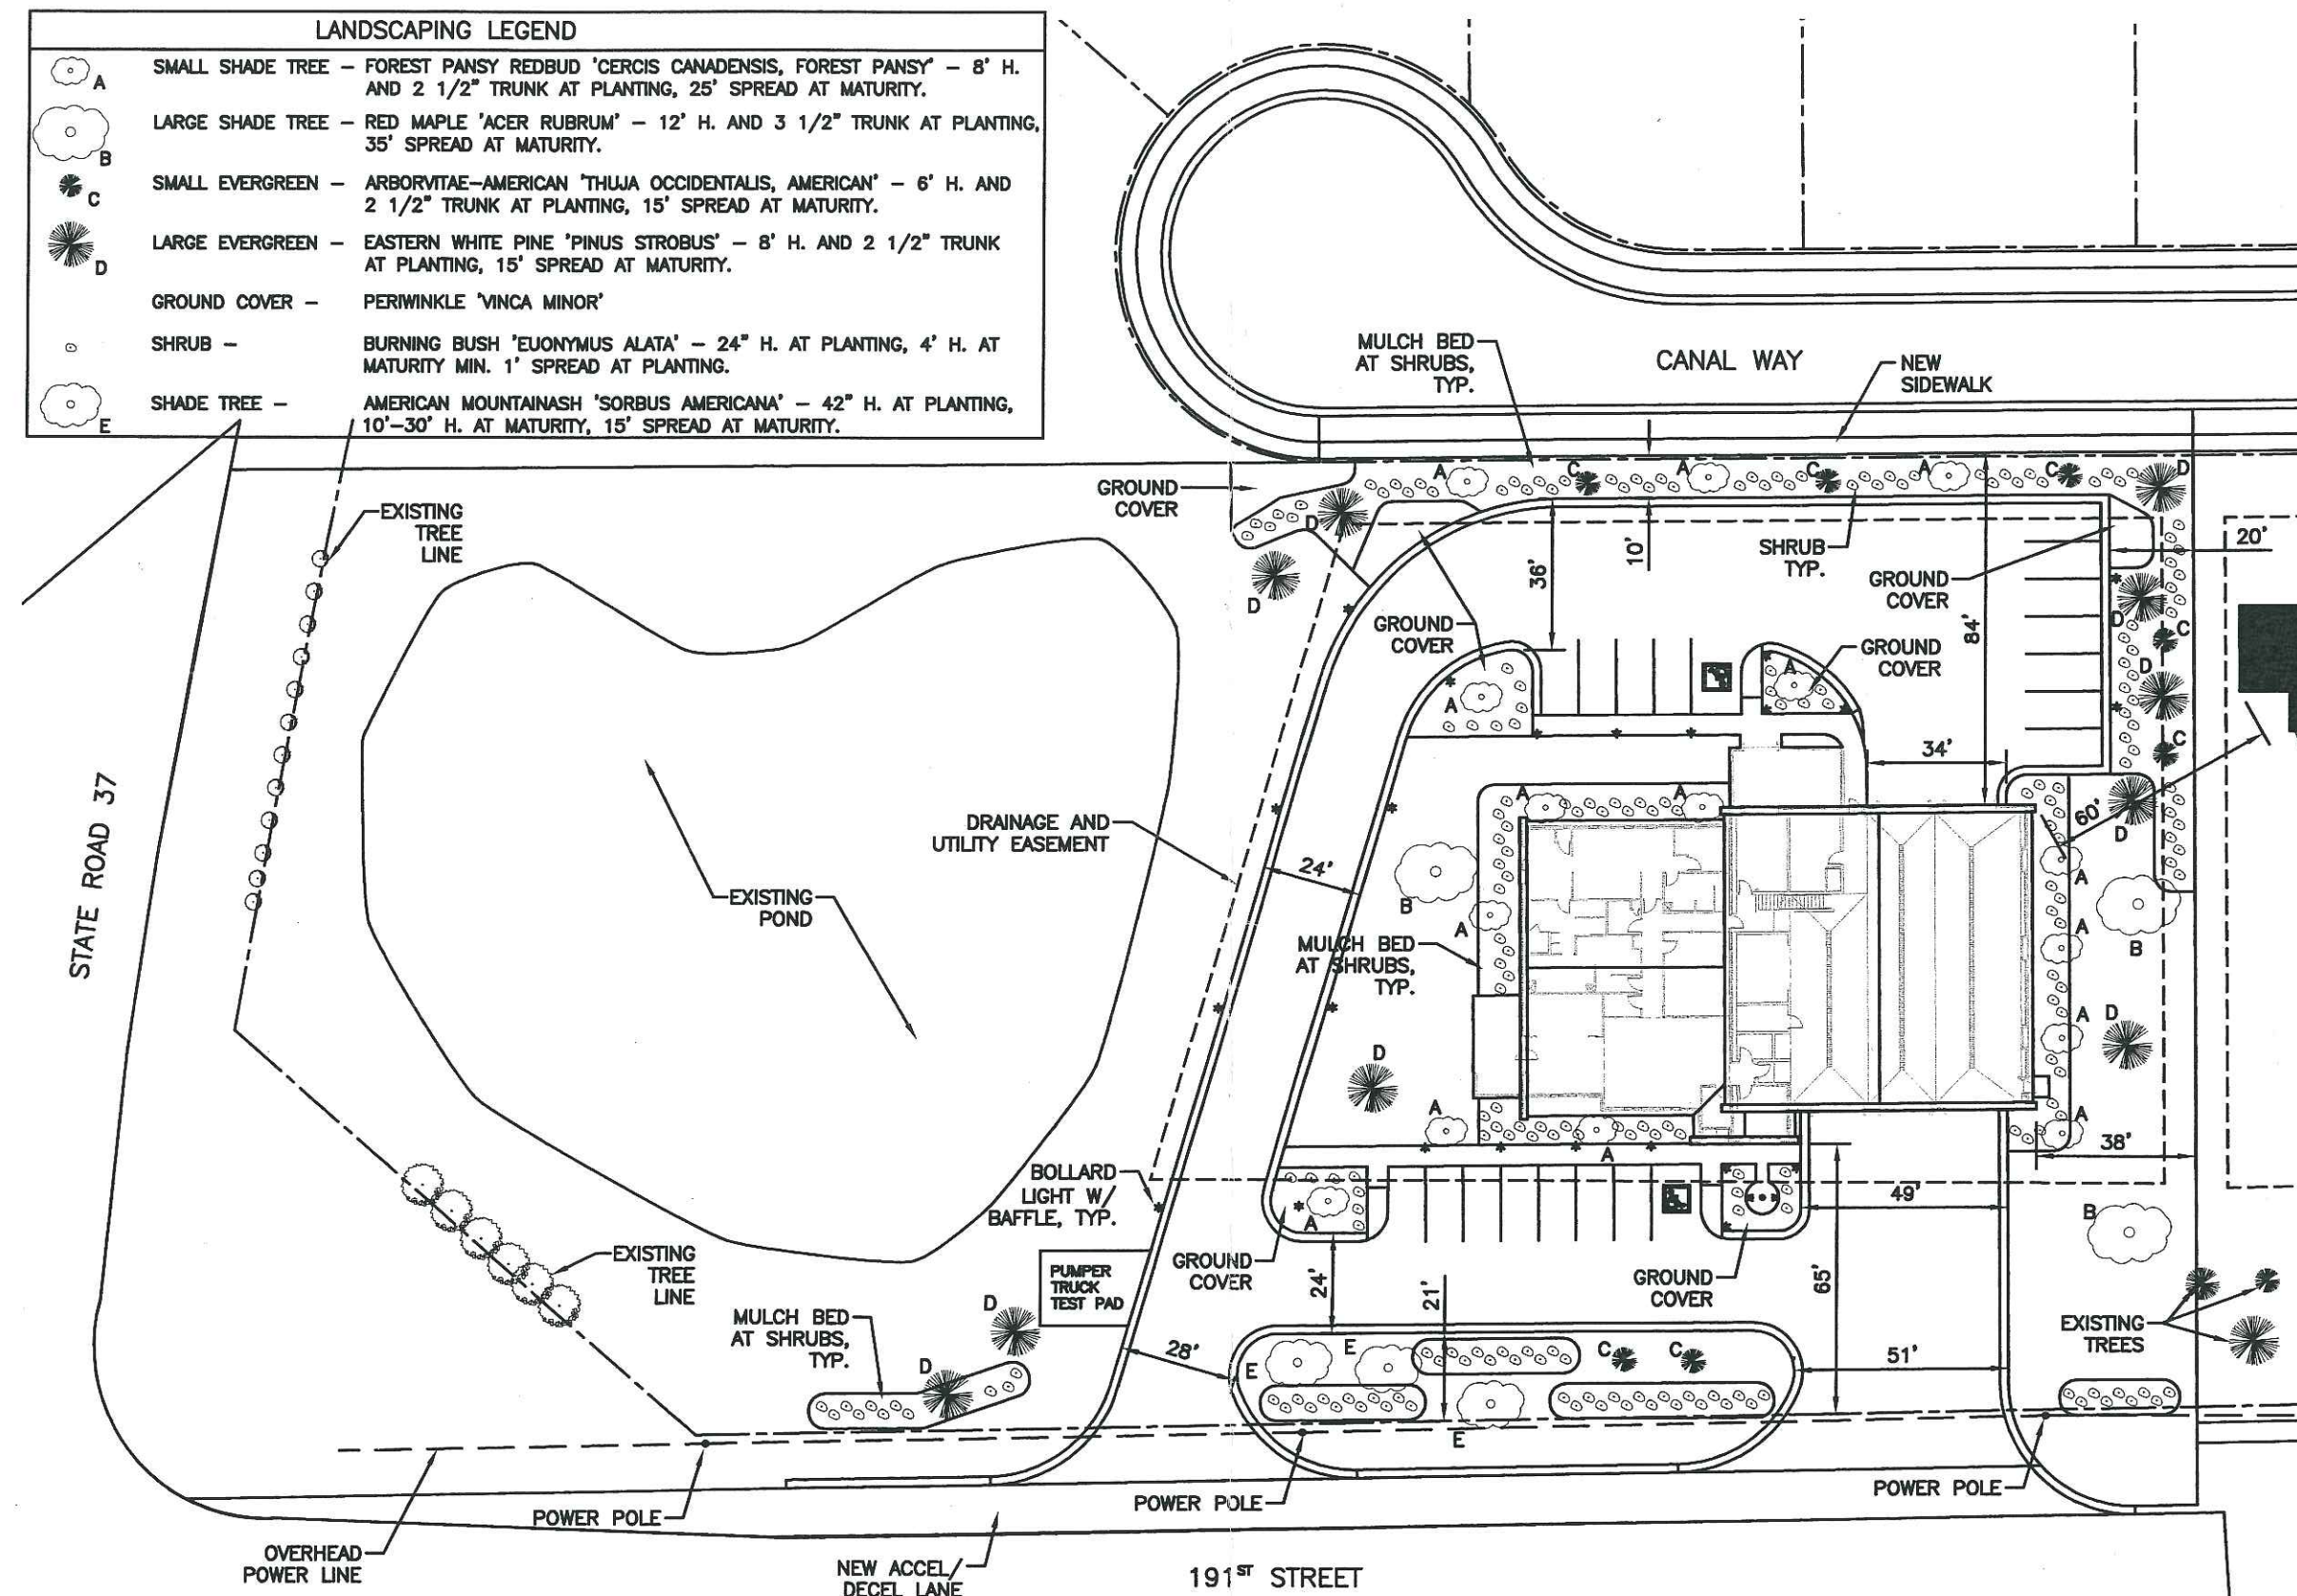 LANDSCAPING LEGEND
A
SMALL SHADE TREE – FOREST PANSY REDBUD 'CERCIS CANADENSIS, FOREST PANSY' – 8' H.
AND 2 1/2" TRUNK AT PLANTING, 25' SPREAD AT MATURITY.
B
LARGE SHADE TREE – RED MAPLE 'ACER RUBRUM' – 12' H. AND 3 1/2" TRUNK AT PLANTING,
35' SPREAD AT MATURITY.
C
SMALL EVERGREEN – ARBORVITAE–AMERICAN 'THUJA OCCIDENTALIS, AMERICAN' – 6' H. AND
2 1/2" TRUNK AT PLANTING, 15' SPREAD AT MATURITY.
D
LARGE EVERGREEN – EASTERN WHITE PINE 'PINUS STROBUS' – 8' H. AND 2 1/2" TRUNK
AT PLANTING, 15' SPREAD AT MATURITY.
GROUND COVER – PERIWINKLE 'VINCA MINOR'
SHRUB – BURNING BUSH 'EUONYMUS ALATA' – 24" H. AT PLANTING, 4' H. AT
MATURITY MIN. 1' SPREAD AT PLANTING.
E
SHADE TREE – AMERICAN MOUNTAINASH 'SORBUS AMERICANA' – 42" H. AT PLANTING,
10'–30' H. AT MATURITY, 15' SPREAD AT MATURITY.
MULCH BED
AT SHRUBS,
TYP.
CANAL WAY
NEW
SIDEWALK
GROUND
COVER
A
C
A
C
A
C
D
EXISTING
TREE
LINE
D
D
36'
10'
SHRUB
TYP.
GROUND
COVER
20'
84'
GROUND
COVER
GROUND
COVER
D
C
D
A
A
C
34'
60'
D
STATE ROAD 37
DRAINAGE AND
UTILITY EASEMENT
EXISTING
POND
24'
A
A
B
A
MULCH BED
AT SHRUBS,
TYP.
A
A
B
A
D
D
A
A
A
38'
BOLLARD
LIGHT W/
BAFFLE, TYP.
A
49'
B
GROUND
COVER
PUMPER
TRUCK
TEST PAD
24'
21'
GROUND
COVER
65'
EXISTING
TREE
LINE
EXISTING
TREES
MULCH BED
AT SHRUBS,
TYP.
D
D
28'
E
E
E
C
C
51'
POWER POLE
POWER POLE
POWER POLE
OVERHEAD
POWER LINE
NEW ACCEL/
DECEL LANE
191ST STREET